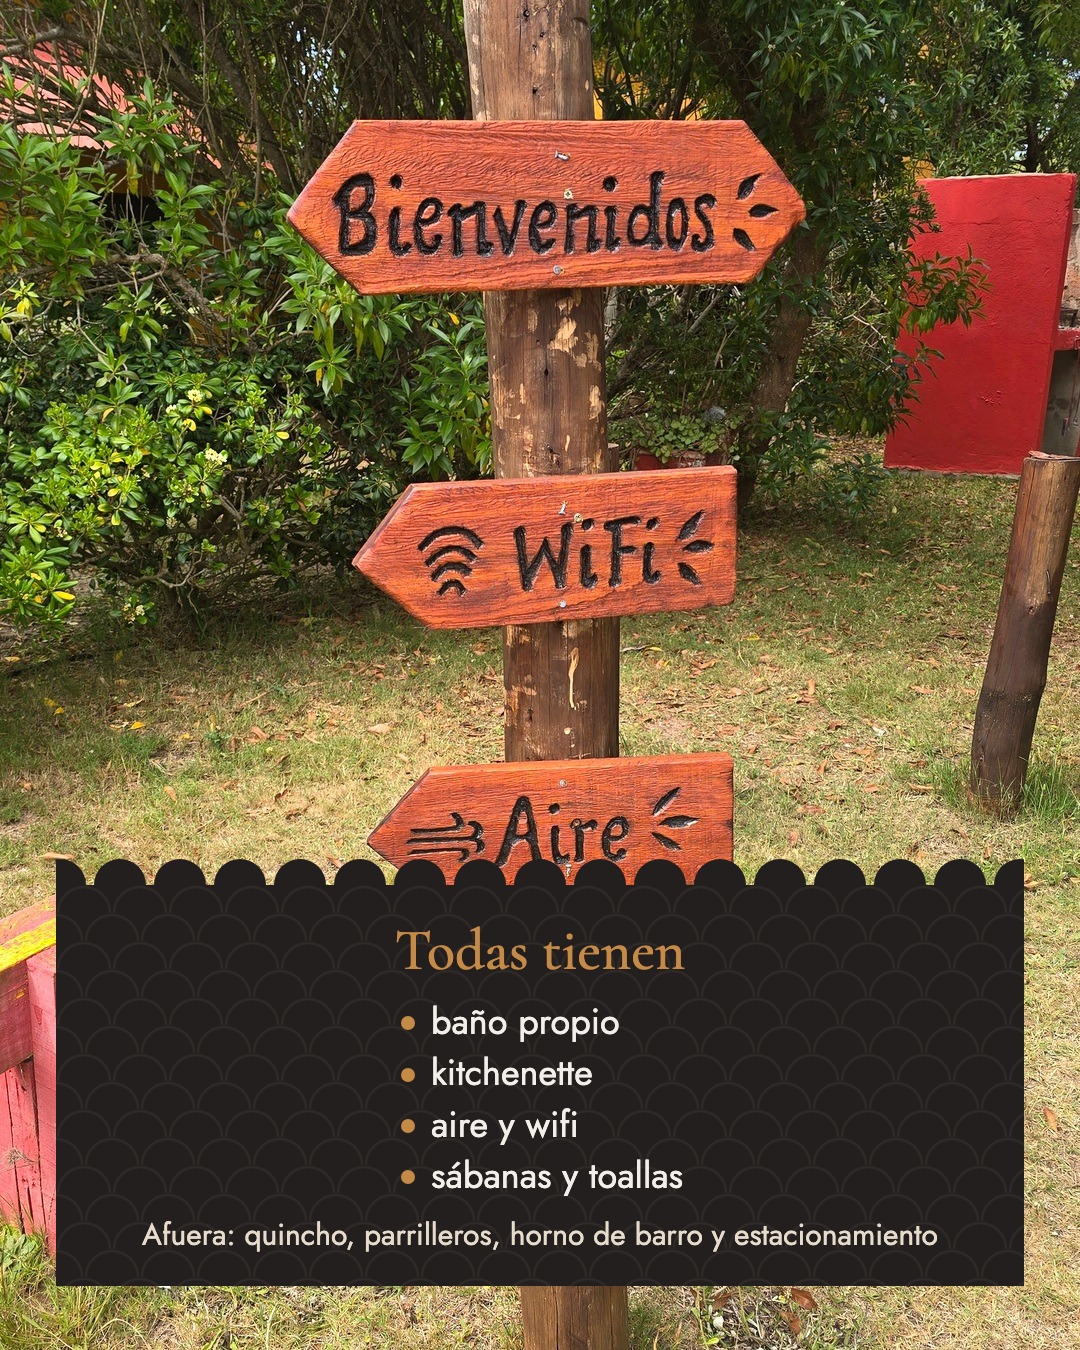 Bienvenidos
WiFi
Aire
Todas tienen
baño propio
kitchenette
aire y wifi
sábanas y toallas
Afuera: quincho, parrilleros, horno de barro y estacionamiento